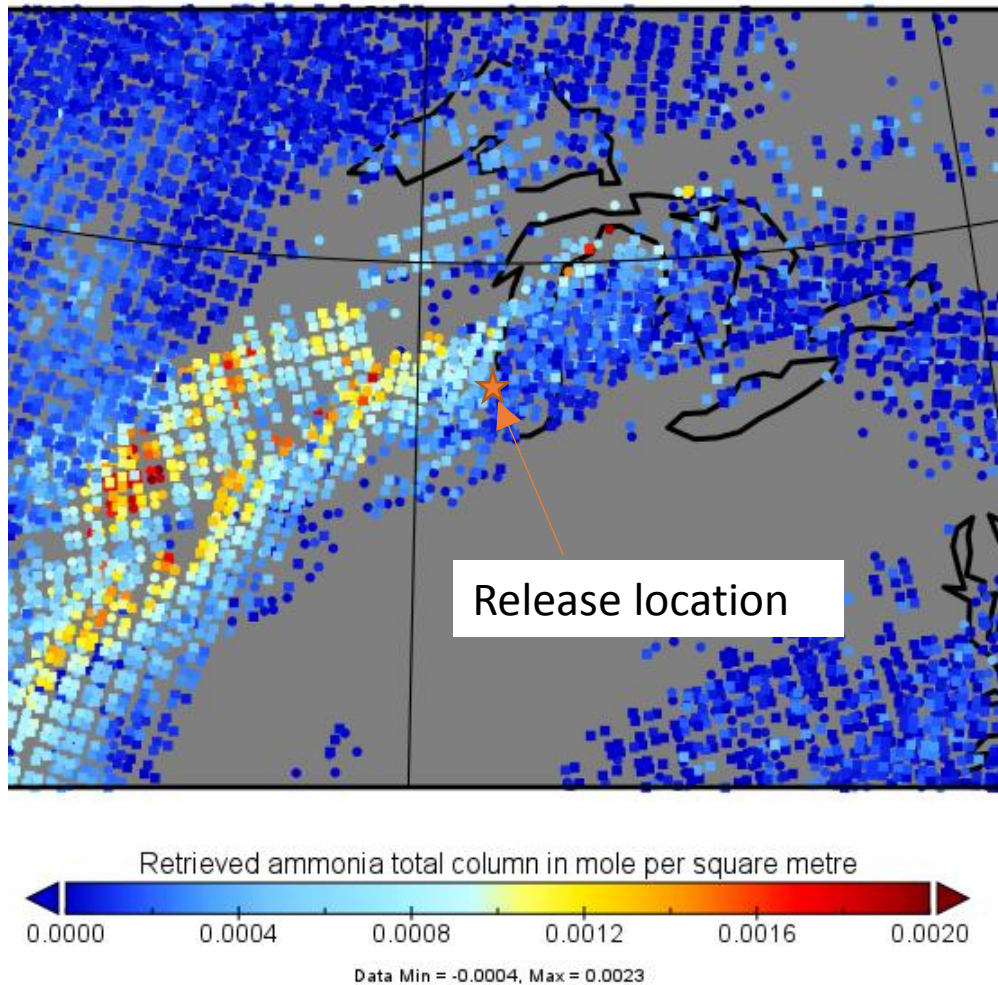 Release location
Retrieved ammonia total column in mole per square metre
0.0000 0.0004 0.0008 0.0012 0.0016 0.0020
Data Min = -0.0004, Max = 0.0023